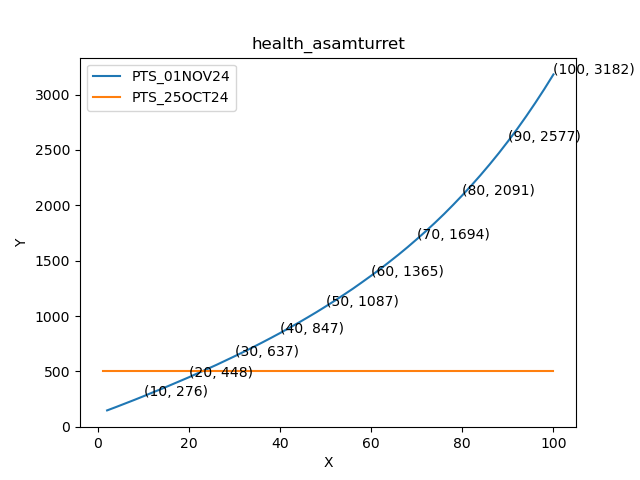 health_asamturret
PTS_01NOV24
PTS_25OCT24
(100, 3182)
(90, 2577)
(80, 2091)
(70, 1694)
(60, 1365)
(50, 1087)
(40, 847)
(30, 637)
(20, 448)
(10, 276)
3000
2500
2000
1500
1000
500
0
Y
0 20 40 60 80 100
X